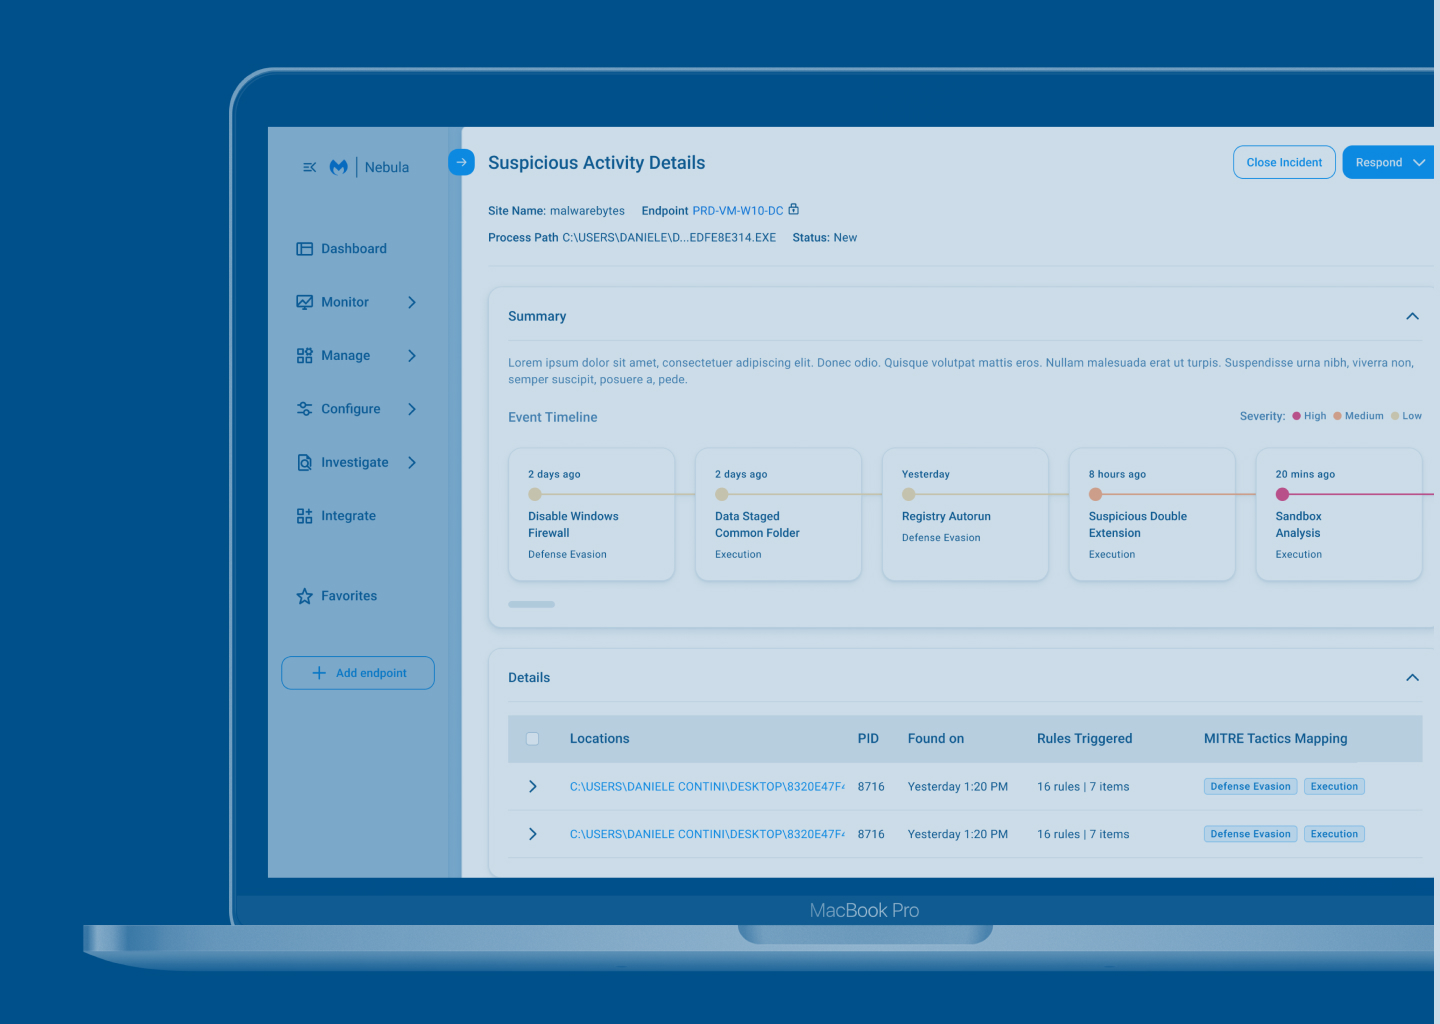 Nebula
Dashboard
Monitor
Manage
Configure
Investigate
Integrate
Favorites
Add endpoint
Suspicious Activity Details
Close Incident
Respond
Site Name: malwarebytes Endpoint PRD-VM-W10-DC
Process Path C:\USERS\DANIELE\D...EDFE8E314.EXE Status: New
Summary
Lorem ipsum dolor sit amet, consectetuer adipiscing elit. Donec odio. Quisque volutpat mattis eros. Nullam malesuada erat ut turpis. Suspendisse urna nibh, viverra non,
semper suscipit, posuere a, pede.
Event Timeline
Severity: High Medium Low
2 days ago
Disable Windows
Firewall
Defense Evasion
2 days ago
Data Staged
Common Folder
Execution
Yesterday
Registry Autorun
Defense Evasion
8 hours ago
Suspicious Double
Extension
Execution
20 mins ago
Sandbox
Analysis
Execution
Details
Locations PID Found on Rules Triggered MITRE Tactics Mapping
C:\USERS\DANIELE CONTINI\DESKTOP\8320E47F4 8716 Yesterday 1:20 PM 16 rules | 7 items Defense Evasion Execution
C:\USERS\DANIELE CONTINI\DESKTOP\8320E47F4 8716 Yesterday 1:20 PM 16 rules | 7 items Defense Evasion Execution
MacBook Pro